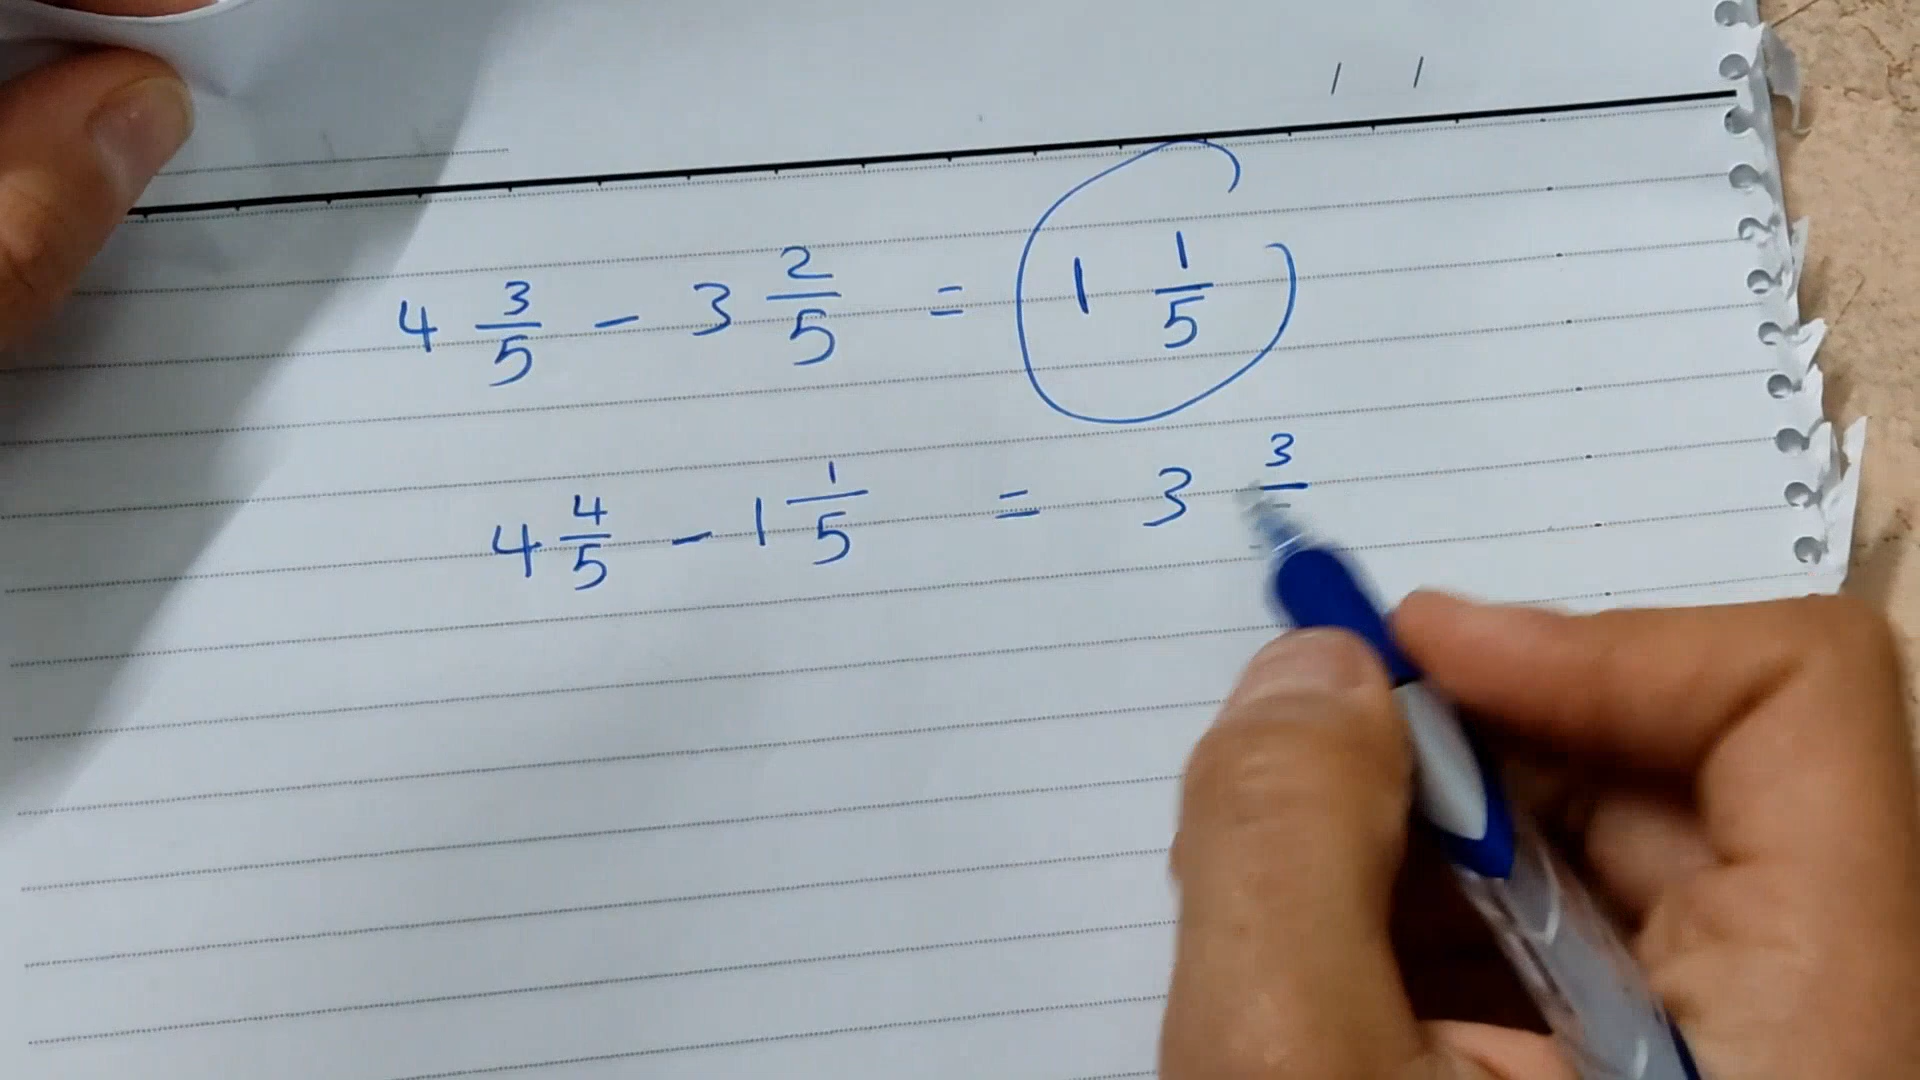 4 3/5 - 3 2/5 = 1 1/5
4 4/5 - 1 1/5 = 3 3/